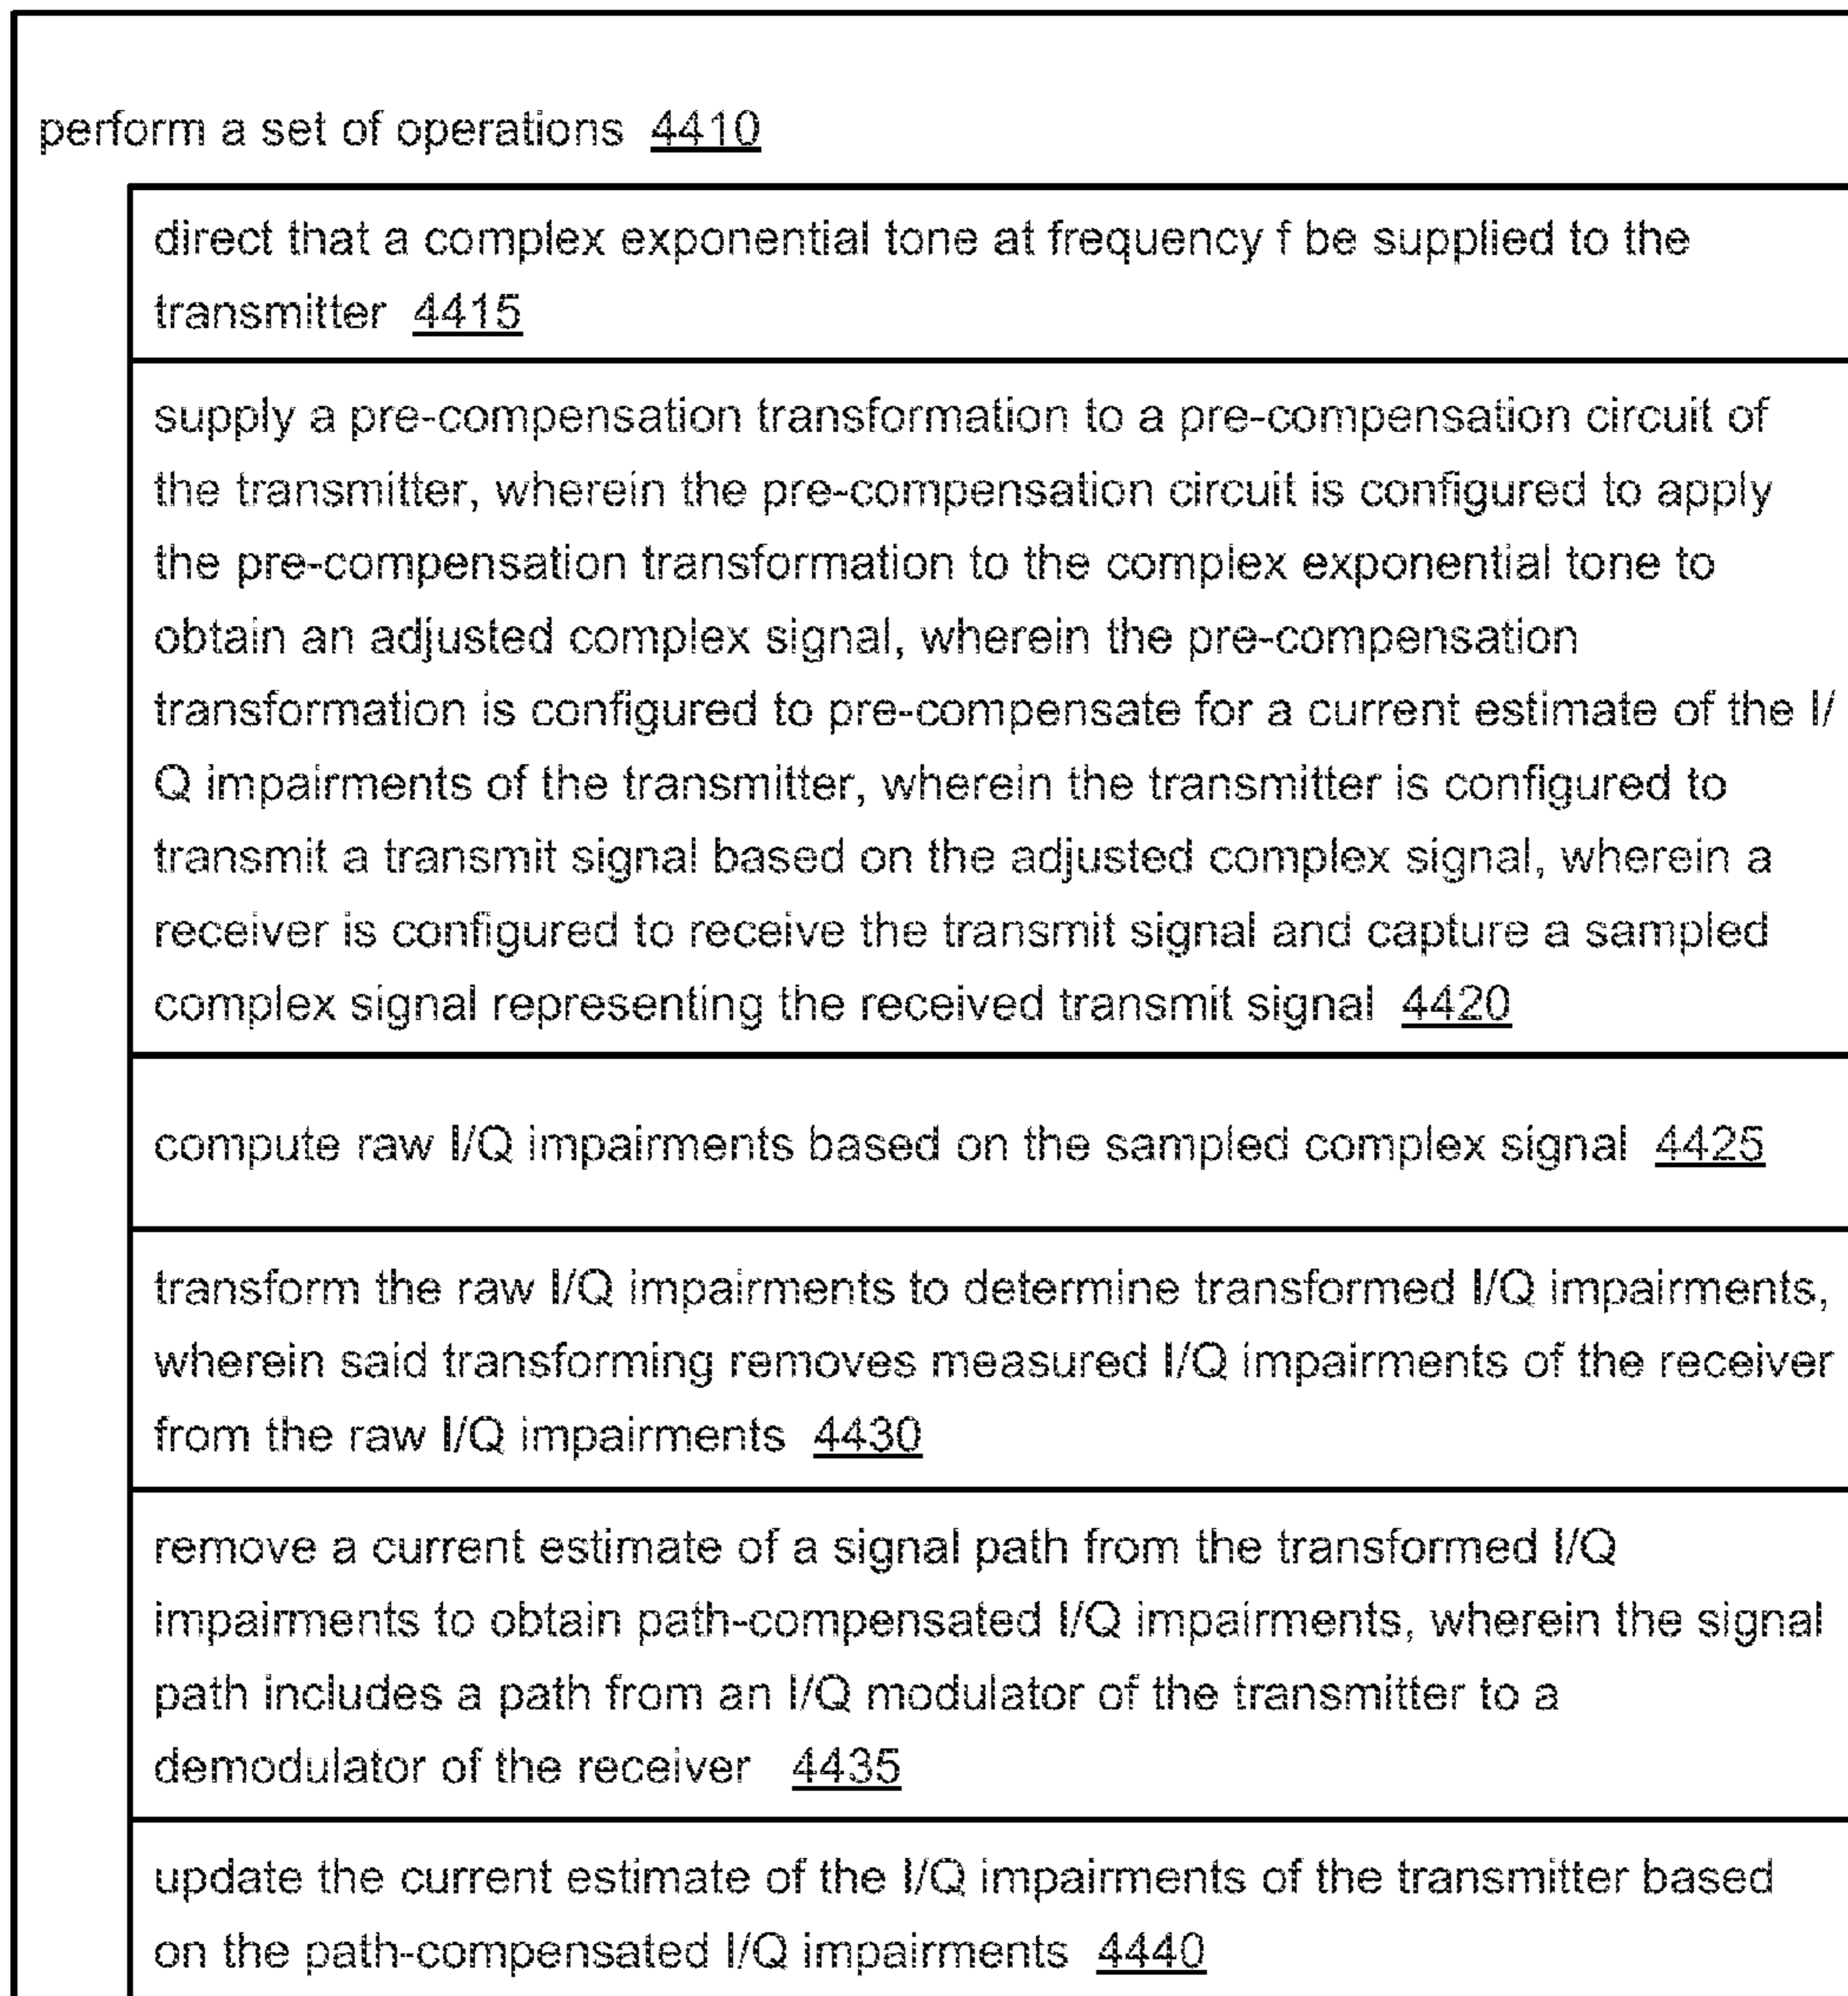 perform a set of operations 4410
direct that a complex exponential tone at frequency f be supplied to the
transmitter 4415
supply a pre-compensation transformation to a pre-compensation circuit of
the transmitter, wherein the pre-compensation circuit is configured to apply
the pre-compensation transformation to the complex exponential tone to
obtain an adjusted complex signal, wherein the pre-compensation
transformation is configured to pre-compensate for a current estimate of the I/
Q impairments of the transmitter, wherein the transmitter is configured to
transmit a transmit signal based on the adjusted complex signal, wherein a
receiver is configured to receive the transmit signal and capture a sampled
complex signal representing the received transmit signal 4420
compute raw I/Q impairments based on the sampled complex signal 4425
transform the raw I/Q impairments to determine transformed I/Q impairments,
wherein said transforming removes measured I/Q impairments of the receiver
from the raw I/Q impairments 4430
remove a current estimate of a signal path from the transformed I/Q
impairments to obtain path-compensated I/Q impairments, wherein the signal
path includes a path from an I/Q modulator of the transmitter to a
demodulator of the receiver 4435
update the current estimate of the I/Q impairments of the transmitter based
on the path-compensated I/Q impairments 4440